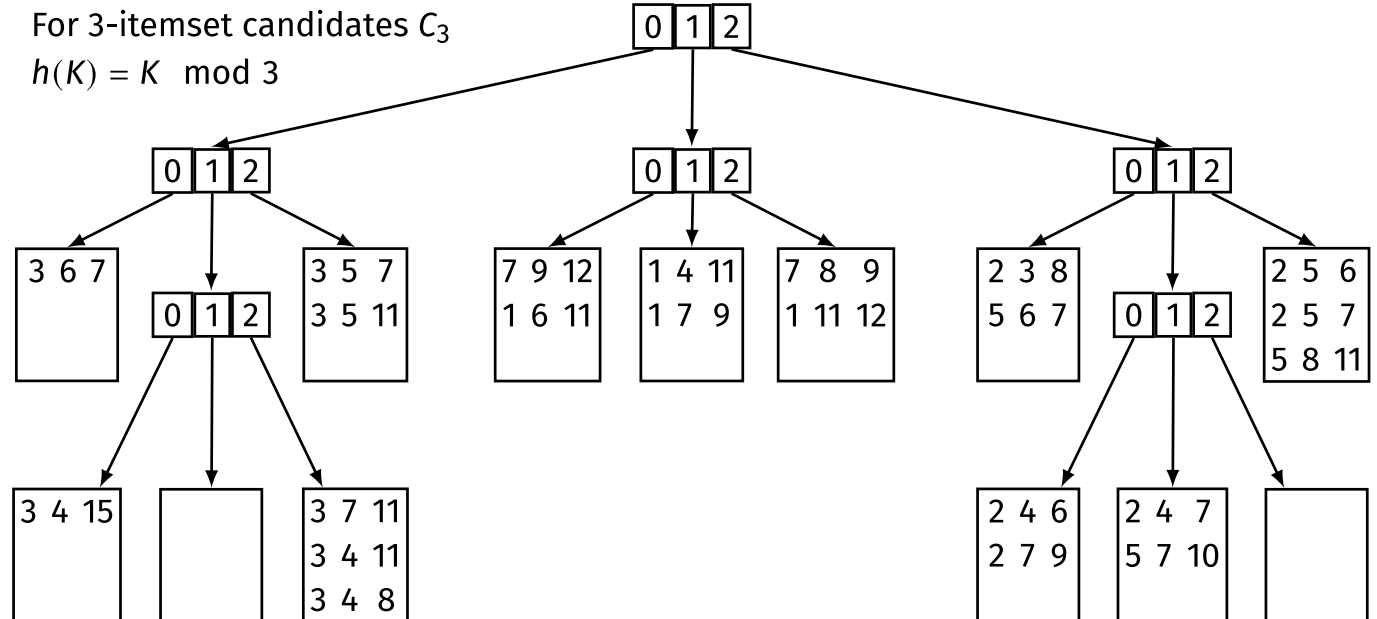 For 3-itemset candidates C₃
h(K) = K mod 3
0 1 2
0 1 2
0 1 2
0 1 2
3 6 7
0 1 2
3 5 7
3 5 11
7 9 12
1 6 11
1 4 11
1 7 9
7 8 9
1 11 12
2 3 8
5 6 7
0 1 2
2 5 6
2 5 7
5 8 11
3 4 15
3 7 11
3 4 11
3 4 8
2 4 6
2 7 9
2 4 7
5 7 10